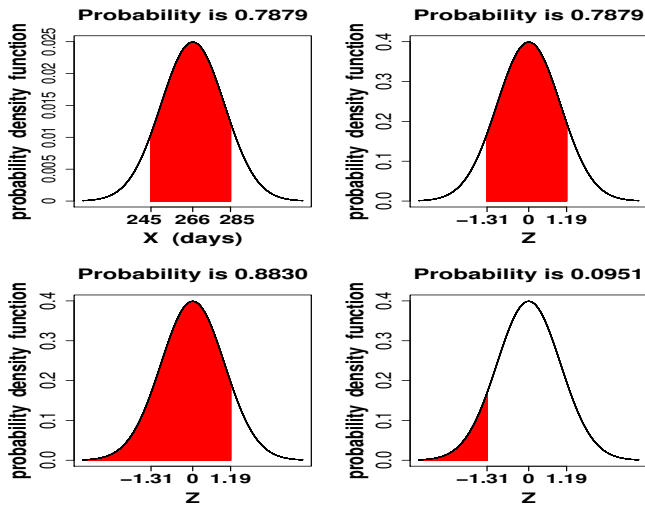 Probability is 0.7879
probability density function
0 0.005 0.01 0.015 0.02 0.025
245 266 285
X (days)
Probability is 0.7879
probability density function
0.0 0.1 0.2 0.3 0.4
−1.31 0 1.19
Z
Probability is 0.8830
probability density function
0.0 0.1 0.2 0.3 0.4
−1.31 0 1.19
Z
Probability is 0.0951
probability density function
0.0 0.1 0.2 0.3 0.4
−1.31 0 1.19
Z